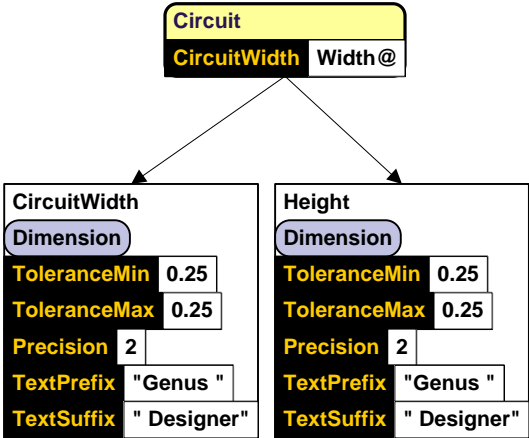 Circuit
CircuitWidth Width@
CircuitWidth
Dimension
ToleranceMin 0.25
ToleranceMax 0.25
Precision 2
TextPrefix "Genus "
TextSuffix " Designer"
Height
Dimension
ToleranceMin 0.25
ToleranceMax 0.25
Precision 2
TextPrefix "Genus "
TextSuffix " Designer"